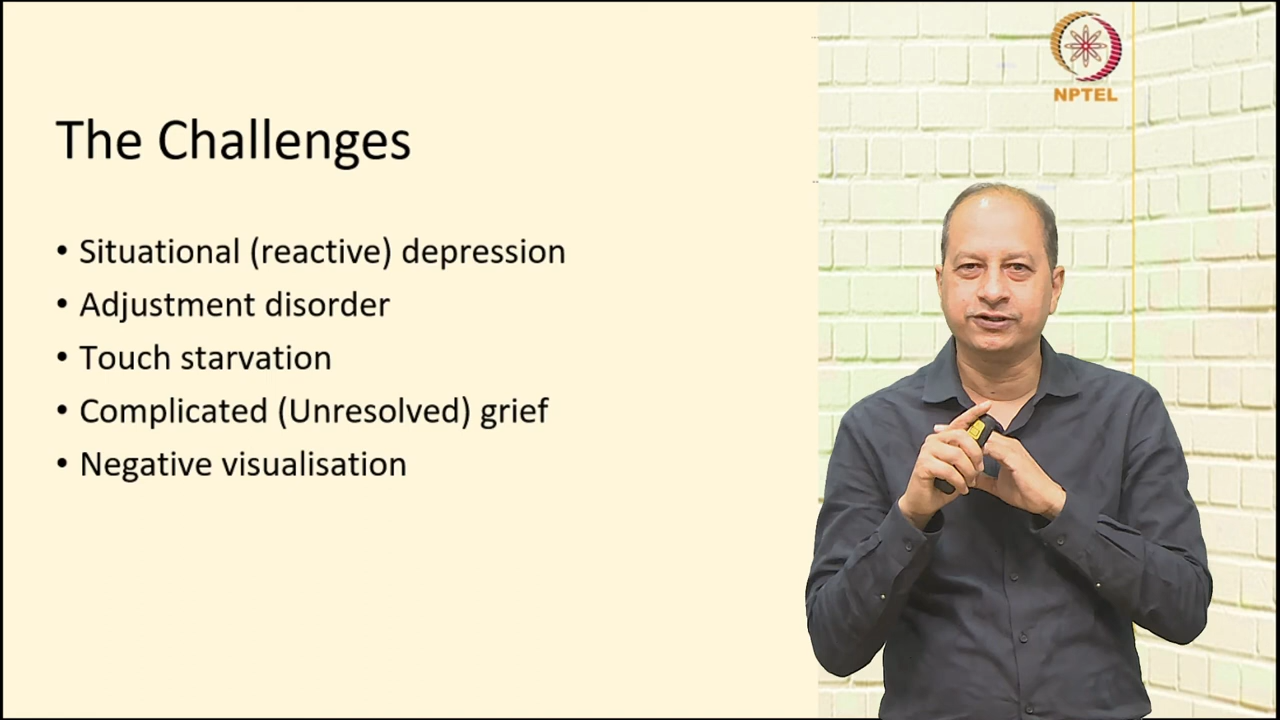 NPTEL
The Challenges
• Situational (reactive) depression
• Adjustment disorder
• Touch starvation
• Complicated (Unresolved) grief
• Negative visualisation